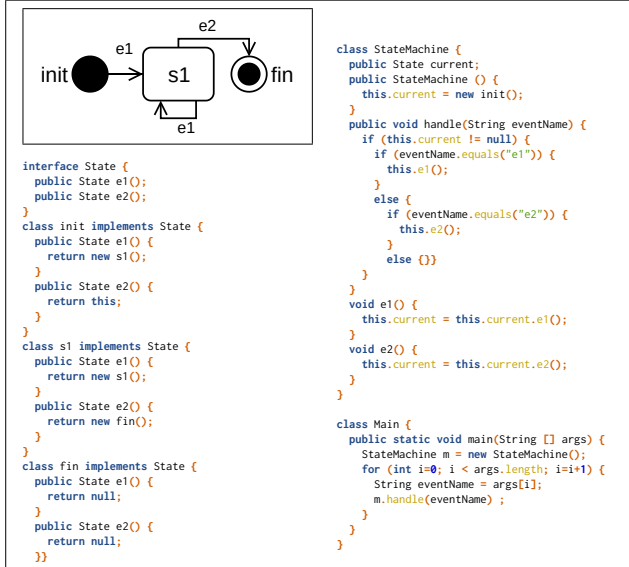 e2
e1
init
s1
fin
e1
interface State {
  public State e1();
  public State e2();
}
class init implements State {
  public State e1() {
    return new s1();
  }
  public State e2() {
    return this;
  }
}
class s1 implements State {
  public State e1() {
    return new s1();
  }
  public State e2() {
    return new fin();
  }
}
class fin implements State {
  public State e1() {
    return null;
  }
  public State e2() {
    return null;
  }}
class StateMachine {
  public State current;
  public StateMachine () {
    this.current = new init();
  }
  public void handle(String eventName) {
    if (this.current != null) {
      if (eventName.equals("e1")) {
        this.e1();
      }
      else {
        if (eventName.equals("e2")) {
          this.e2();
        }
        else {}}
    }
  }
  void e1() {
    this.current = this.current.e1();
  }
  void e2() {
    this.current = this.current.e2();
  }
}
class Main {
  public static void main(String [] args) {
    StateMachine m = new StateMachine();
    for (int i=0; i < args.length; i=i+1) {
      String eventName = args[i];
      m.handle(eventName) ;
    }
  }
}